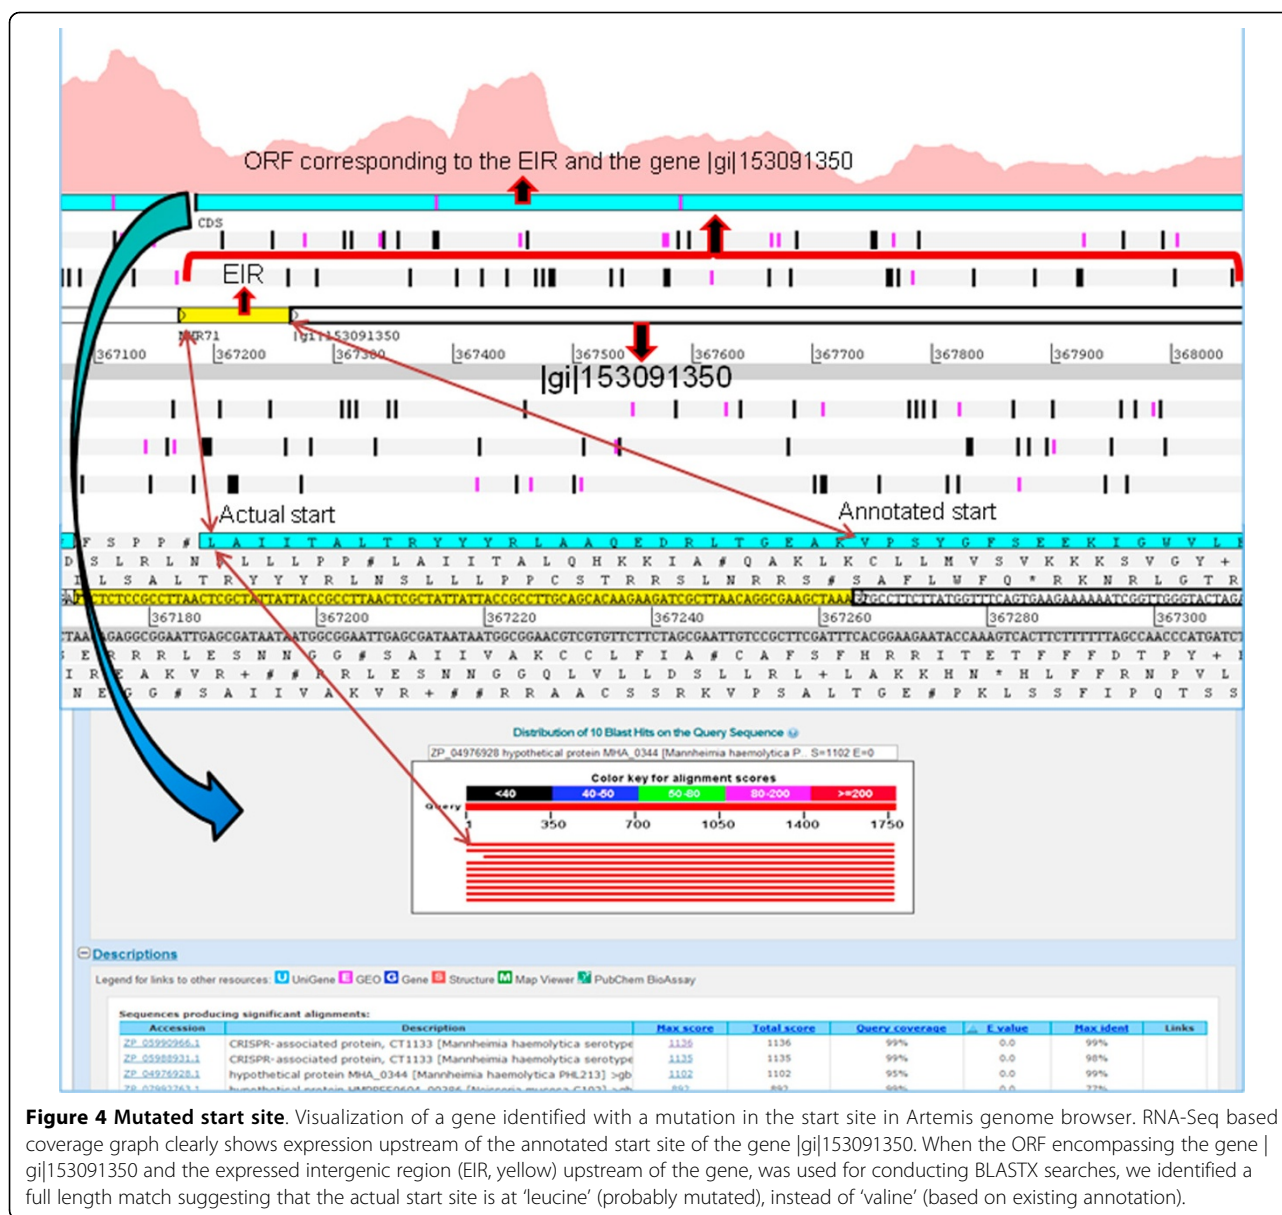 ORF corresponding to the EIR and the gene |gi|153091350
CDS
EIR
|gi|153091350
367100 367200 367300 367400 367500 367600 367700 367800 367900 368000
|gi|153091350
Actual start
Annotated start
F S P P # L A I I T A L T R Y Y Y R L A A Q E D R L T G E A K V P S Y G F S E E K I G W V L
D S L R L N
L L L P P # L A I I T A L Q H K K I A # Q A K L K C L L M V S V K K K S V G Y +
L S A L T R Y Y Y R L N S L L L P P C S T R R S L N R R S # S A F L W F Q * R K N R L G T R
367180 367200 367220 367240 367260 367280 367300
E R R R L E S N N G G # S A I I V A K C C L F I A # C A F S F H R R I T E T F F F D T P Y +
I R E A K V R + # # R R L E S N N G G Q L V L L D S L L R L + L A K K H N * H L F F R N P V L
N E G G # S A I I V A K V R + # # R R A A C S S R K V P S A L T G E # P K L S S F I P Q T S S
Distribution of 10 Blast Hits on the Query Sequence
ZP_04976928 hypothetical protein MHA_0344 [Mannheimia haemolytica P.. S=1102 E=0
Color key for alignment scores
<40 40-50 50-80 80-200 >=200
Query
1 350 700 1050 1400 1750
Descriptions
Legend for links to other resources: U UniGene E GEO G Gene S Structure M Map Viewer PubChem BioAssay
Sequences producing significant alignments:
Accession Description Max score Total score Query coverage E value Max ident Links
ZP_05990966.1 CRISPR-associated protein, CT1133 [Mannheimia haemolytica serotype 1136 1136 99% 0.0 99%
ZP_05988931.1 CRISPR-associated protein, CT1133 [Mannheimia haemolytica serotype 1135 1135 99% 0.0 98%
ZP_04976928.1 hypothetical protein MHA_0344 [Mannheimia haemolytica PHL213] >gb 1102 1102 95% 0.0 99%
Figure 4 Mutated start site. Visualization of a gene identified with a mutation in the start site in Artemis genome browser. RNA-Seq based
coverage graph clearly shows expression upstream of the annotated start site of the gene |gi|153091350. When the ORF encompassing the gene |
gi|153091350 and the expressed intergenic region (EIR, yellow) upstream of the gene, was used for conducting BLASTX searches, we identified a
full length match suggesting that the actual start site is at ‘leucine’ (probably mutated), instead of ‘valine’ (based on existing annotation).